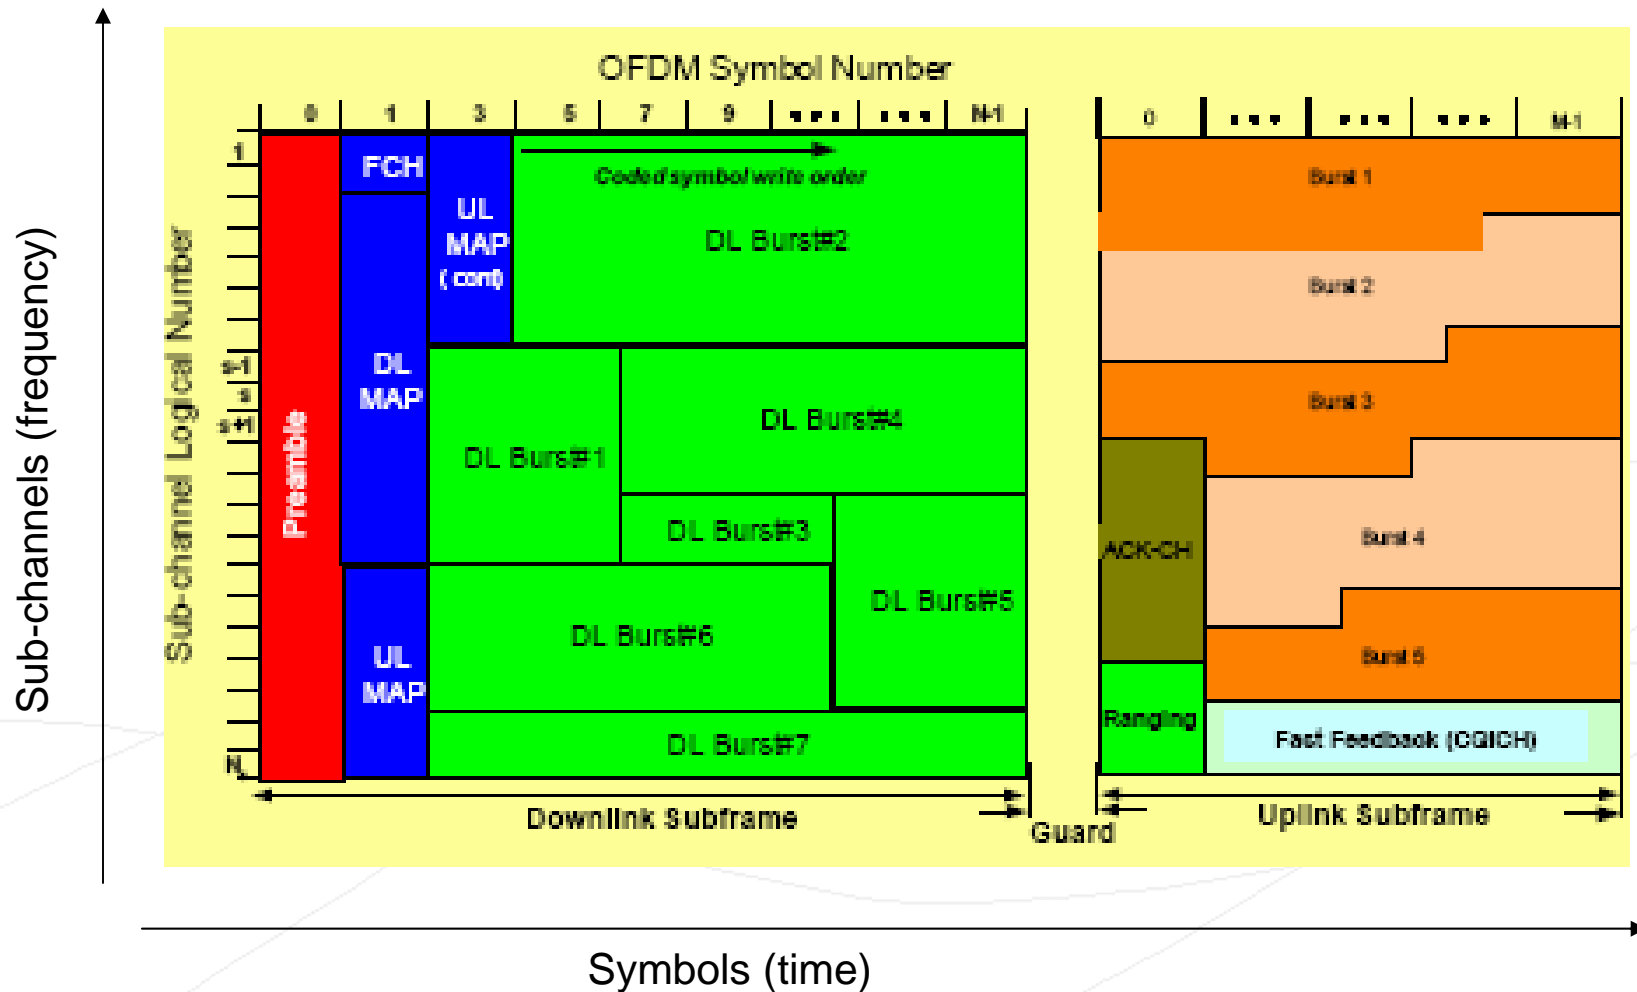 Sub-channels (frequency)
OFDM Symbol Number
0 1 3 5 7 9 ... ... N-1
0 ... ... ... M-1
Sub-channel Logical Number
1
s-1
s
s+1
N
Preamble
FCH
DL
MAP
UL
MAP
UL
MAP
(cont)
Coded symbol write order
DL Burst#2
DL Burst#1
DL Burst#4
DL Burst#3
DL Burst#5
DL Burst#6
DL Burst#7
Burst 1
Burst 2
Burst 3
Burst 4
Burst 5
ACK-CH
Ranging
Fast Feedback (CQICH)
Downlink Subframe
Guard
Uplink Subframe
Symbols (time)